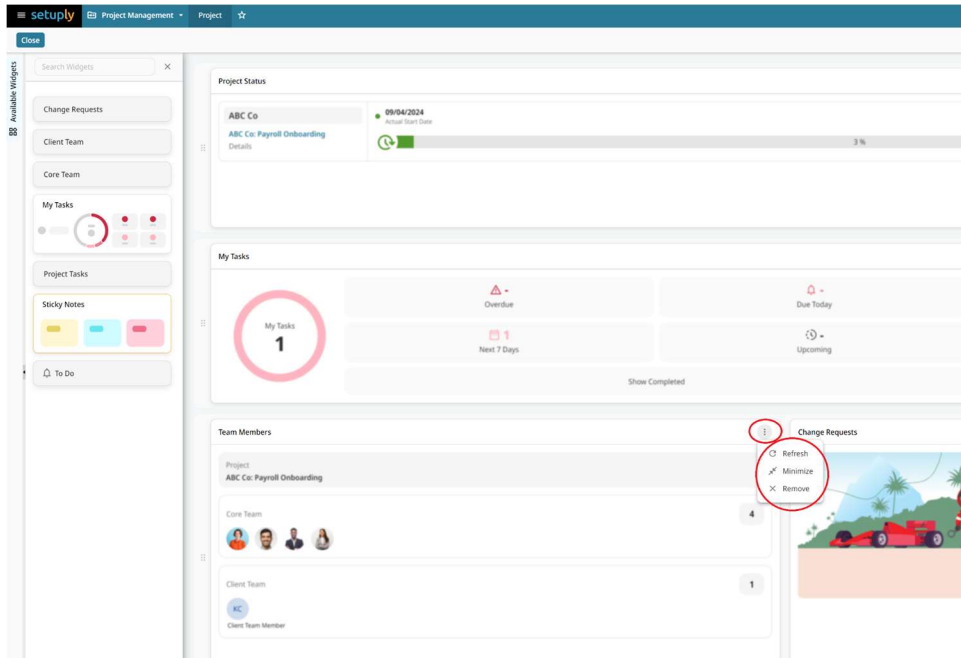 setuply Project Management Project
Close
Available Widgets
Search Widgets
Change Requests
Client Team
Core Team
My Tasks
Project Tasks
Sticky Notes
To Do
Project Status
ABC Co
ABC Co: Payroll Onboarding
Details
09/04/2024
Actual Start Date
3 %
My Tasks
My Tasks
1
-
Overdue
-
Due Today
1
Next 7 Days
-
Upcoming
Show Completed
Team Members
Refresh
Minimize
Remove
Project
ABC Co: Payroll Onboarding
Core Team
4
Client Team
1
KC
Client Team Member
Change Requests